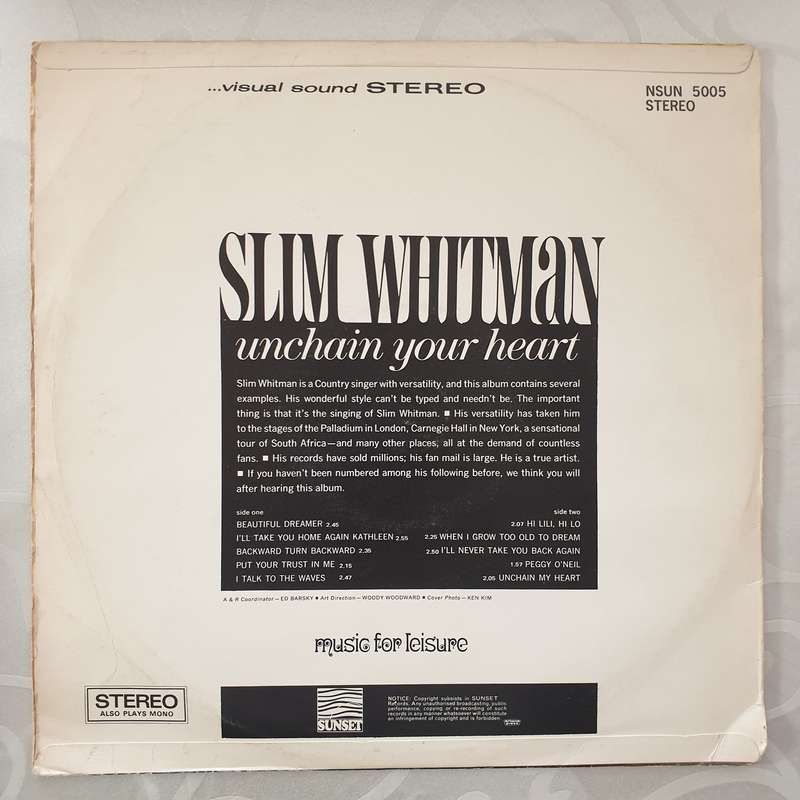 ...visual sound STEREO
NSUN 5005
STEREO
SLIM WHITMAN
unchain your heart
Slim Whitman is a Country singer with versatility, and this album contains several
examples. His wonderful style can't be typed and needn't be. The important
thing is that it's the singing of Slim Whitman. ■ His versatility has taken him
to the stages of the Palladium in London, Carnegie Hall in New York, a sensational
tour of South Africa—and many other places, all at the demand of countless
fans. ■ His records have sold millions; his fan mail is large. He is a true artist.
■ If you haven't been numbered among his following before, we think you will
after hearing this album.
side one
BEAUTIFUL DREAMER 2.45
I'LL TAKE YOU HOME AGAIN KATHLEEN 2.55
BACKWARD TURN BACKWARD 2.36
PUT YOUR TRUST IN ME 2.15
I TALK TO THE WAVES 2.47
side two
2.07 HI LILI, HI LO
2.25 WHEN I GROW TOO OLD TO DREAM
2.50 I'LL NEVER TAKE YOU BACK AGAIN
1.57 PEGGY O'NEIL
2.05 UNCHAIN MY HEART
A & R Coordinator — ED BARSKY ♦ Art Direction — WOODY WOODWARD ♦ Cover Photo — KEN KIM
music for leisure
STEREO
ALSO PLAYS MONO
SUNSET
NOTICE: Copyright subsists in SUNSET
Records. Any unauthorised broadcasting, public
performance, copying or re-recording of such
records in any manner whatsoever will constitute
an infringement of copyright and is forbidden.